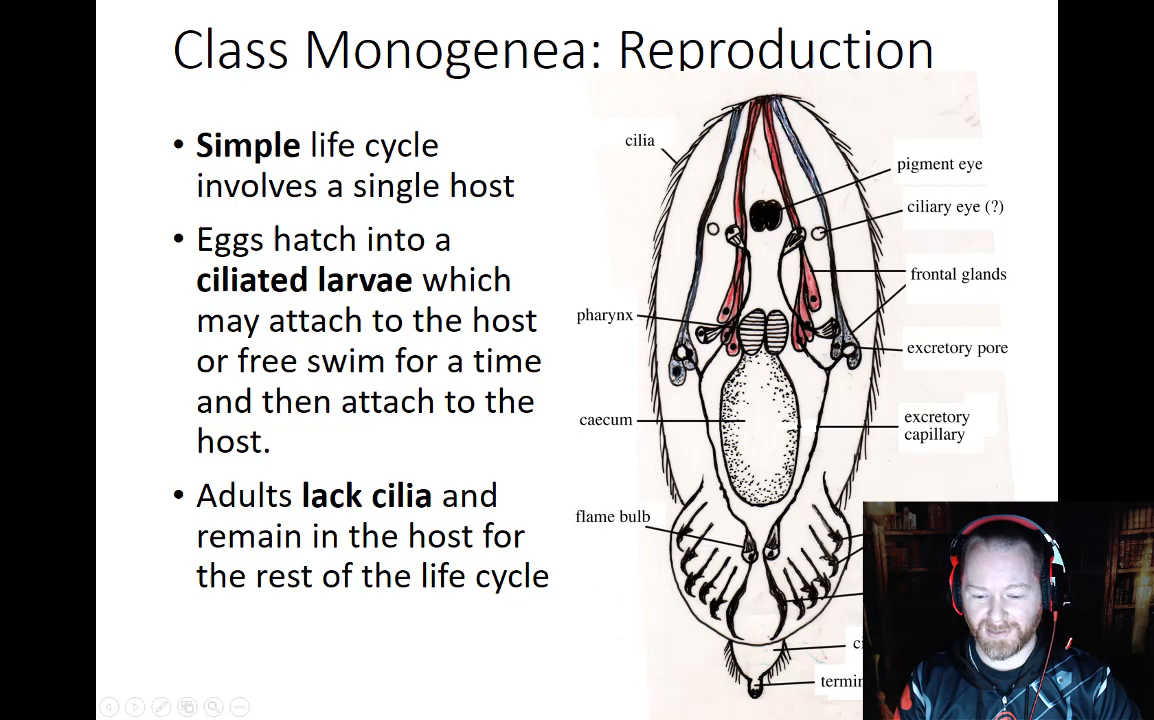 Class Monogenea: Reproduction
• Simple life cycle
involves a single host
• Eggs hatch into a
ciliated larvae which
may attach to the host
or free swim for a time
and then attach to the
host.
• Adults lack cilia and
remain in the host for
the rest of the life cycle
cilia
pigment eye
ciliary eye (?)
frontal glands
pharynx
excretory pore
caecum
excretory
capillary
flame bulb